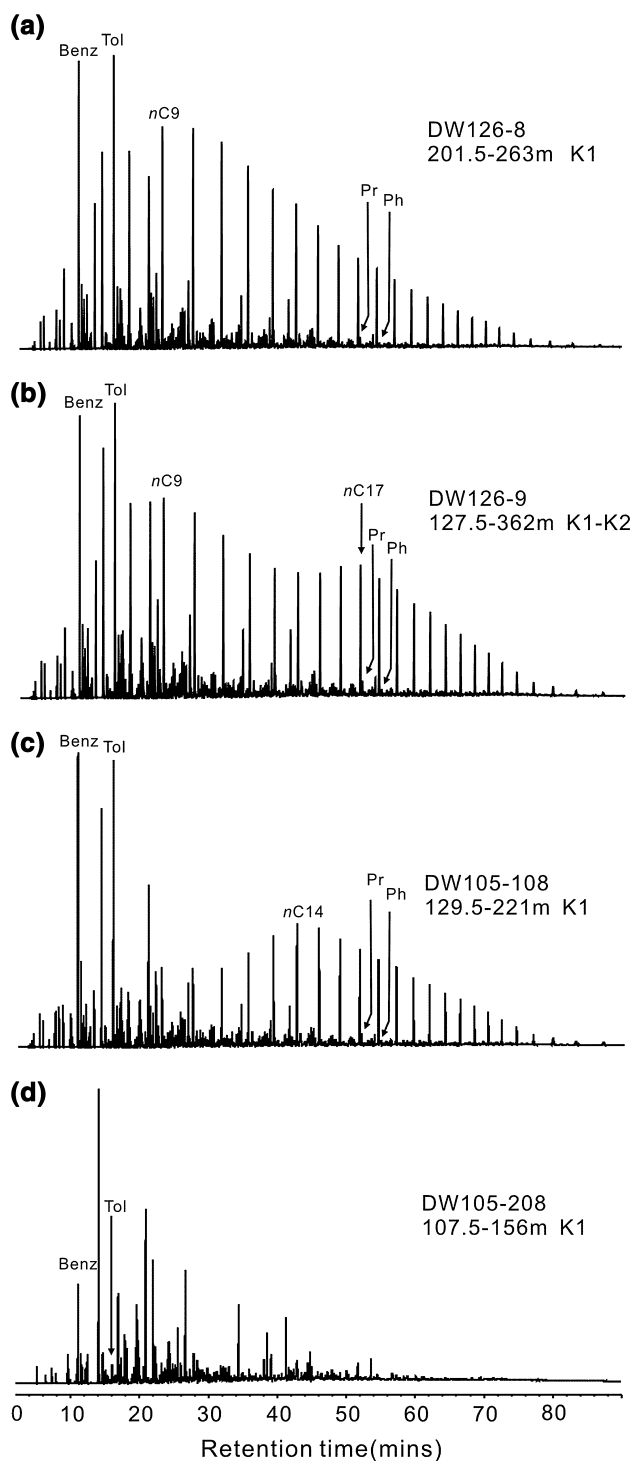 (a)
Benz
Tol
nC9
DW126-8
201.5-263m K1
Pr
Ph
(b)
Benz
Tol
nC9
nC17
DW126-9
127.5-362m K1-K2
Pr
Ph
(c)
Benz
Tol
nC14
Pr
Ph
DW105-108
129.5-221m K1
(d)
Benz
Tol
DW105-208
107.5-156m K1
0 10 20 30 40 50 60 70 80
Retention time(mins)